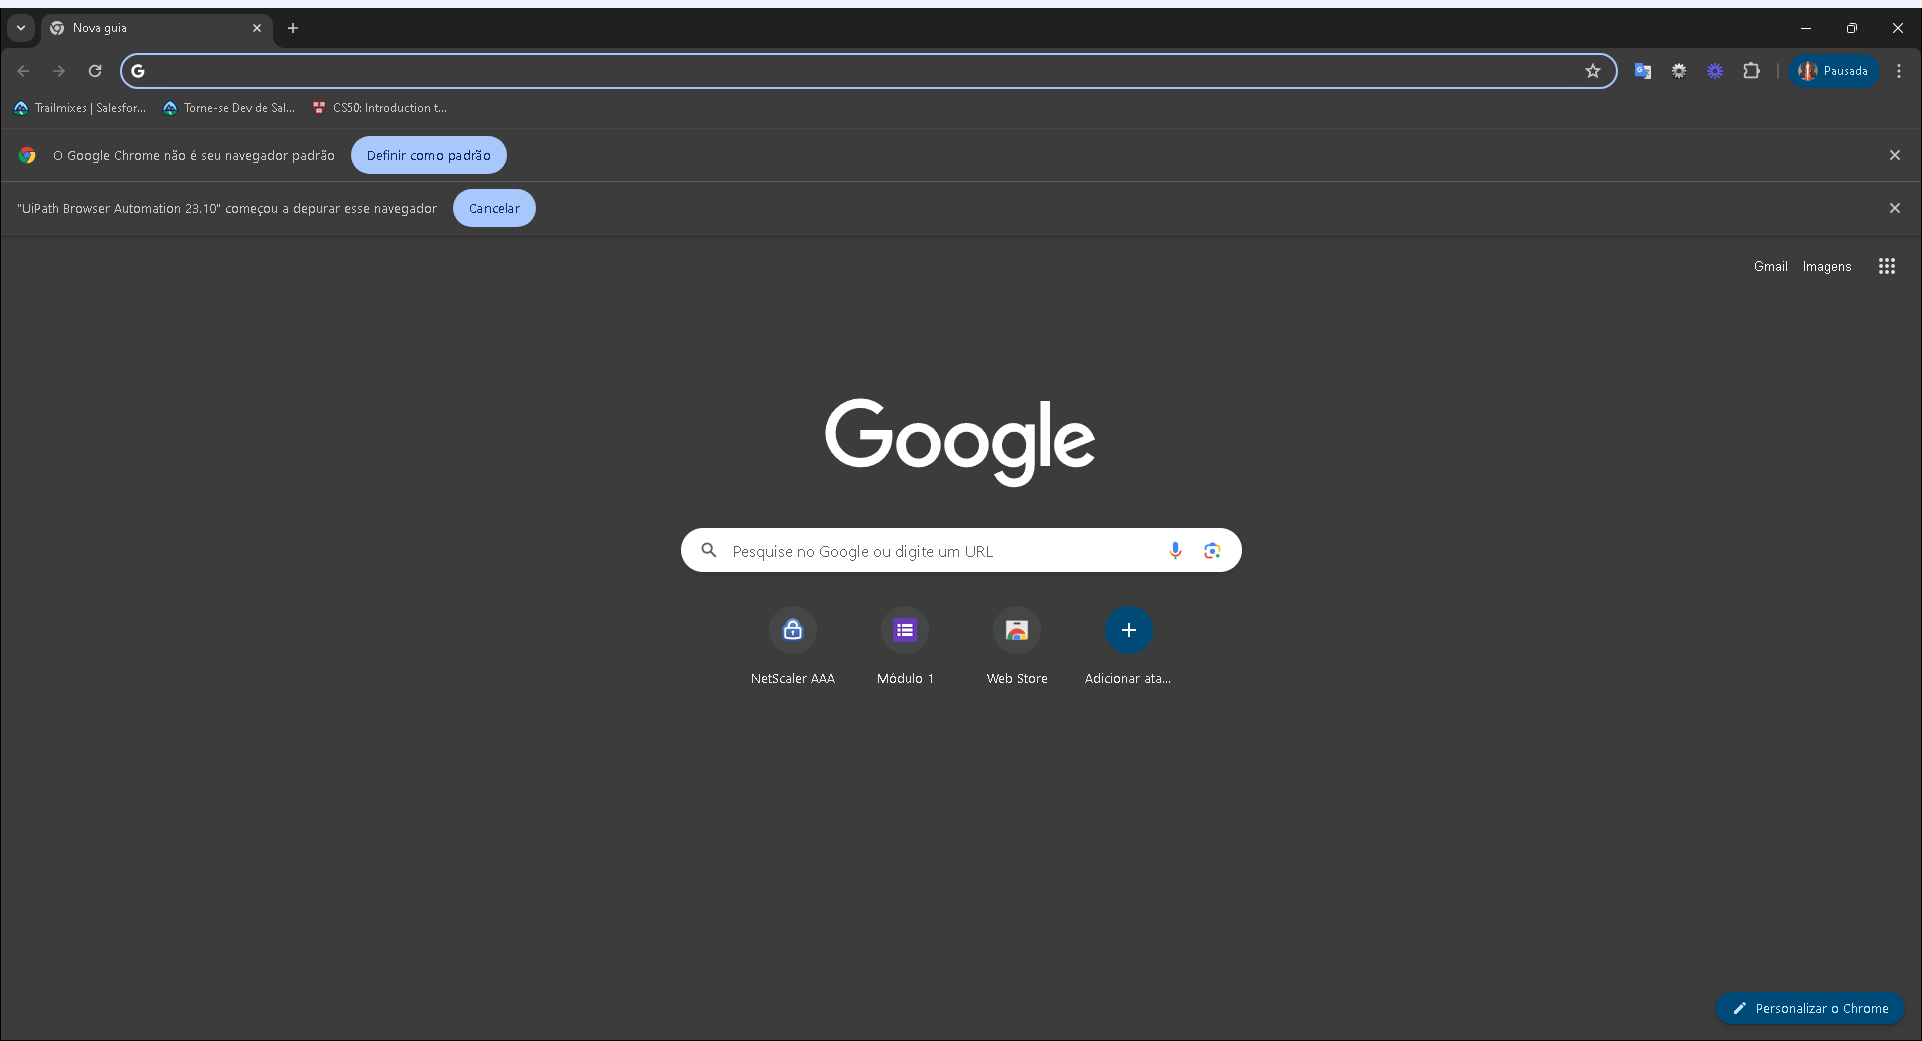 Nova guia
Pausada
Trailmixes | Salesfor...
Torne-se Dev de Sal...
CS50: Introduction t...
O Google Chrome não é seu navegador padrão
Definir como padrão
"UiPath Browser Automation 23.10" começou a depurar esse navegador
Cancelar
Gmail
Imagens
Google
Pesquise no Google ou digite um URL
NetScaler AAA
Módulo 1
Web Store
Adicionar ata...
Personalizar o Chrome